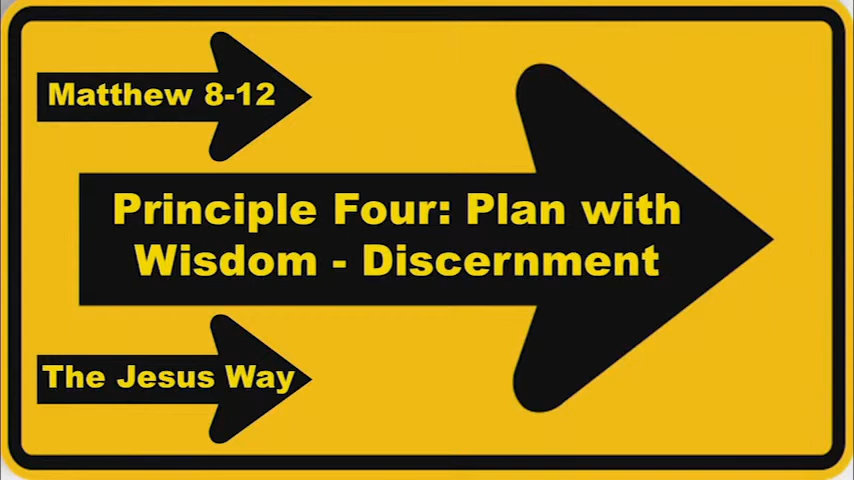 Matthew 8-12
Principle Four: Plan with
Wisdom - Discernment
The Jesus Way